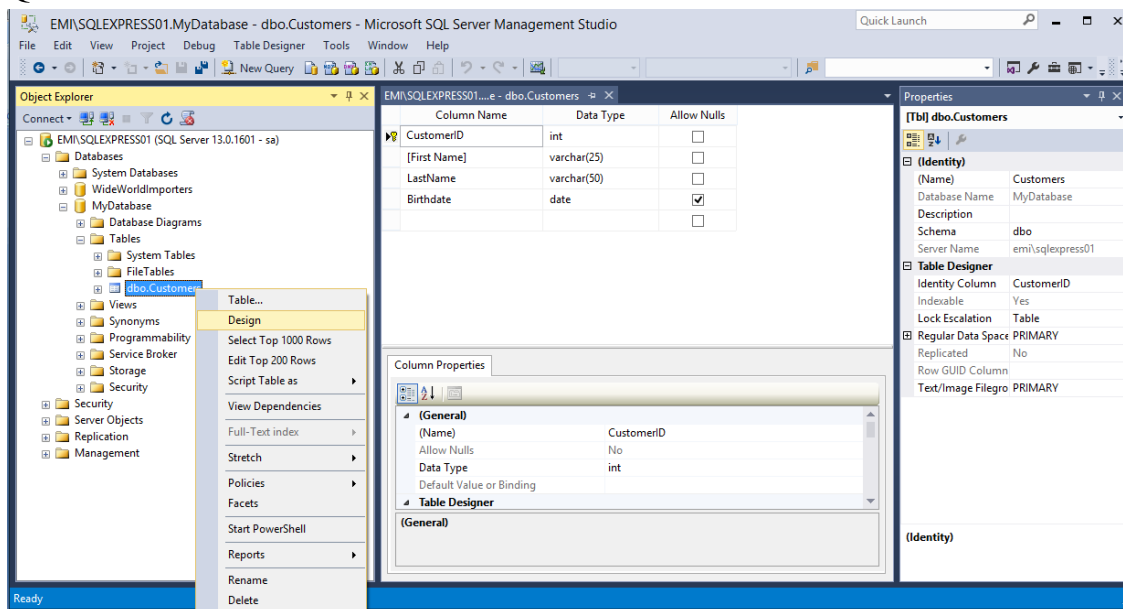 EMI\SQLEXPRESS01.MyDatabase - dbo.Customers - Microsoft SQL Server Management Studio
Quick Launch
File Edit View Project Debug Table Designer Tools Window Help
New Query
Object Explorer
Connect
EMI\SQLEXPRESS01 (SQL Server 13.0.1601 - sa)
Databases
System Databases
WideWorldImporters
MyDatabase
Database Diagrams
Tables
System Tables
FileTables
dbo.Customers
Views
Synonyms
Programmability
Service Broker
Storage
Security
Security
Server Objects
Replication
Management
Table...
Design
Select Top 1000 Rows
Edit Top 200 Rows
Script Table as
View Dependencies
Full-Text index
Stretch
Policies
Facets
Start PowerShell
Reports
Rename
Delete
EMI\SQLEXPRESS01....e - dbo.Customers
Column Name Data Type Allow Nulls
CustomerID int
[First Name] varchar(25)
LastName varchar(50)
Birthdate date
Column Properties
(General)
(Name) CustomerID
Allow Nulls No
Data Type int
Default Value or Binding
Table Designer
(General)
Properties
[Tbl] dbo.Customers
(Identity)
(Name) Customers
Database Name MyDatabase
Description
Schema dbo
Server Name emi\sqlexpress01
Table Designer
Identity Column CustomerID
Indexable Yes
Lock Escalation Table
Regular Data Space PRIMARY
Replicated No
Row GUID Column
Text/Image Filegro PRIMARY
(Identity)
Ready